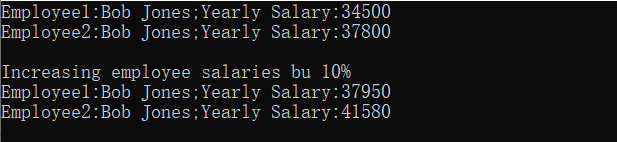 Employee1:Bob Jones;Yearly Salary:34500
Employee2:Bob Jones;Yearly Salary:37800
Increasing employee salaries bu 10%
Employee1:Bob Jones;Yearly Salary:37950
Employee2:Bob Jones;Yearly Salary:41580